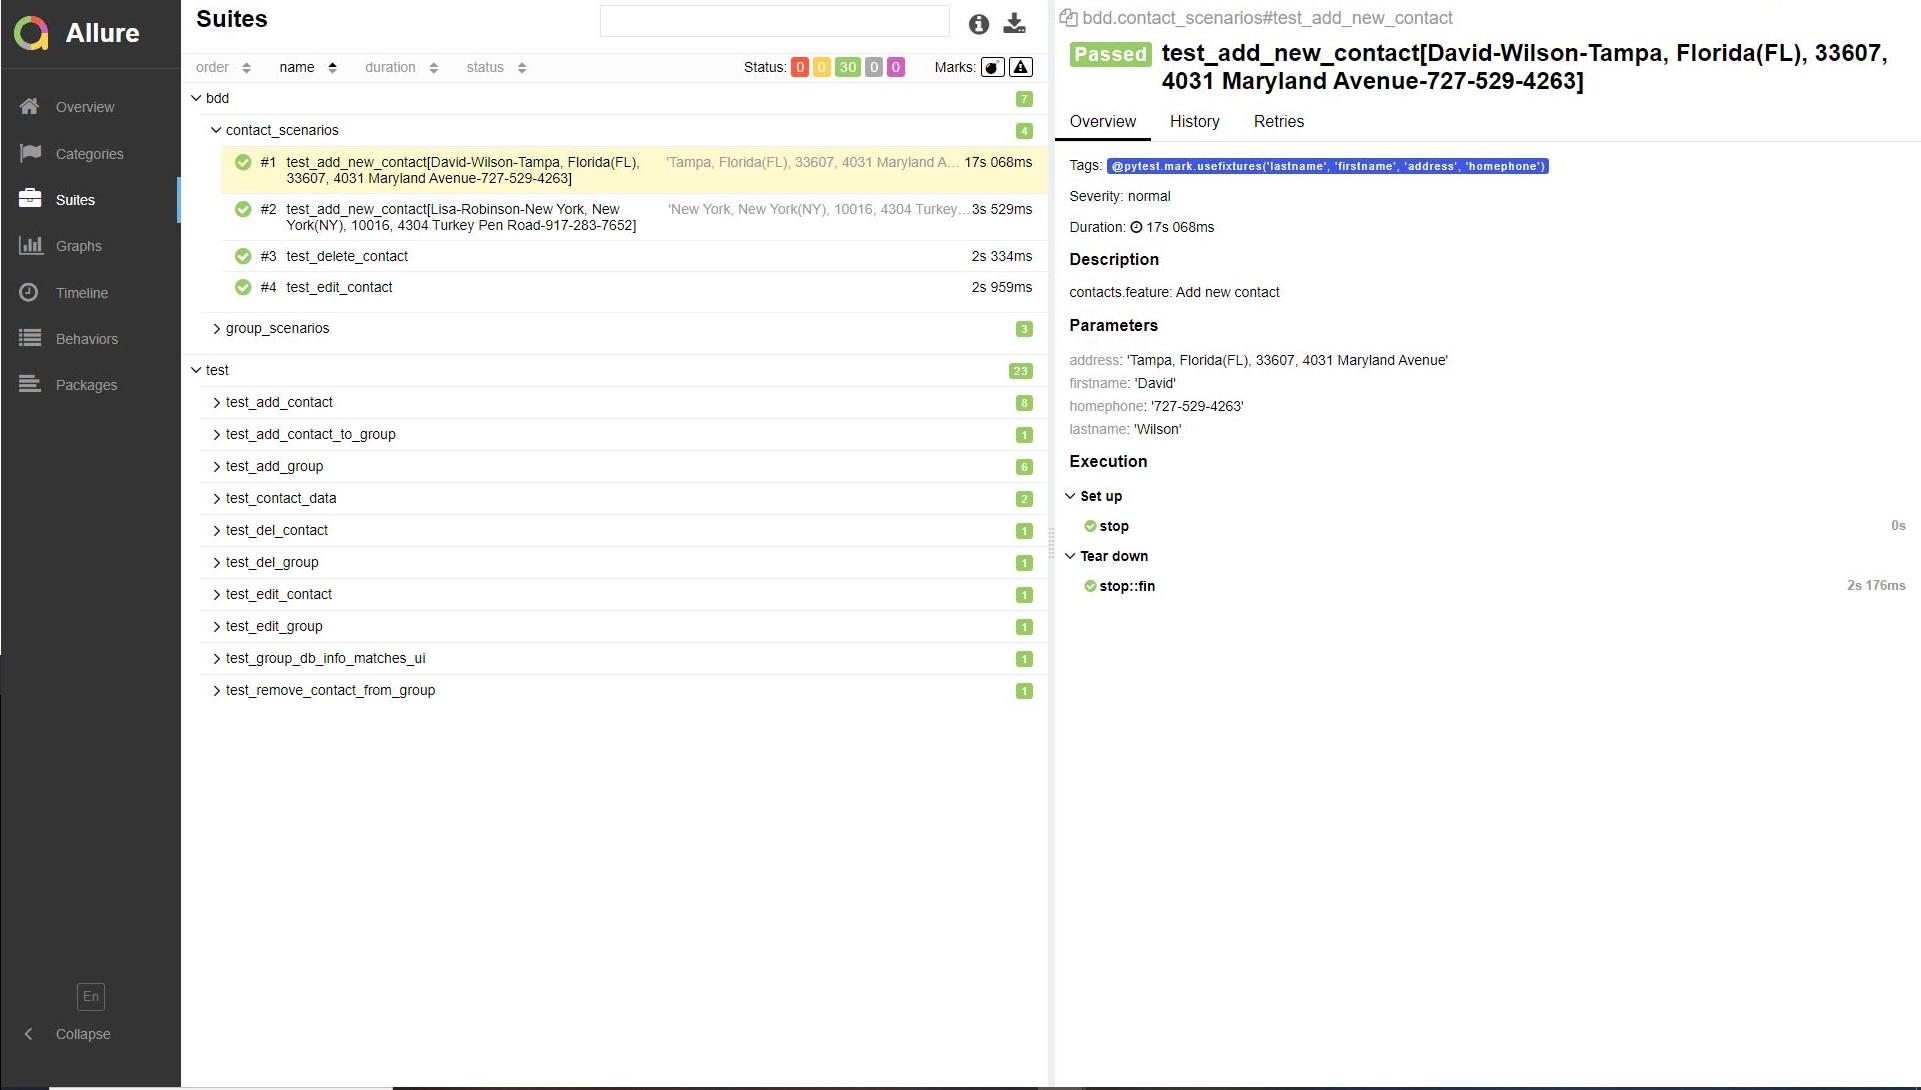 Allure
Overview
Categories
Suites
Graphs
Timeline
Behaviors
Packages
En
Collapse
Suites
order name duration status Status: 0 0 30 0 0 Marks:
bdd 7
contact_scenarios 4
#1 test_add_new_contact[David-Wilson-Tampa, Florida(FL), 'Tampa, Florida(FL), 33607, 4031 Maryland A... 17s 068ms
33607, 4031 Maryland Avenue-727-529-4263]
#2 test_add_new_contact[Lisa-Robinson-New York, New 'New York, New York(NY), 10016, 4304 Turkey... 3s 529ms
York(NY), 10016, 4304 Turkey Pen Road-917-283-7652]
#3 test_delete_contact 2s 334ms
#4 test_edit_contact 2s 959ms
group_scenarios 3
test 23
test_add_contact 8
test_add_contact_to_group 1
test_add_group 6
test_contact_data 2
test_del_contact 1
test_del_group 1
test_edit_contact 1
test_edit_group 1
test_group_db_info_matches_ui 1
test_remove_contact_from_group 1
bdd.contact_scenarios#test_add_new_contact
Passed test_add_new_contact[David-Wilson-Tampa, Florida(FL), 33607,
4031 Maryland Avenue-727-529-4263]
Overview History Retries
Tags: @pytest.mark.usefixtures('lastname', 'firstname', 'address', 'homephone')
Severity: normal
Duration: 17s 068ms
Description
contacts.feature: Add new contact
Parameters
address: 'Tampa, Florida(FL), 33607, 4031 Maryland Avenue'
firstname: 'David'
homephone: '727-529-4263'
lastname: 'Wilson'
Execution
Set up
stop 0s
Tear down
stop::fin 2s 176ms